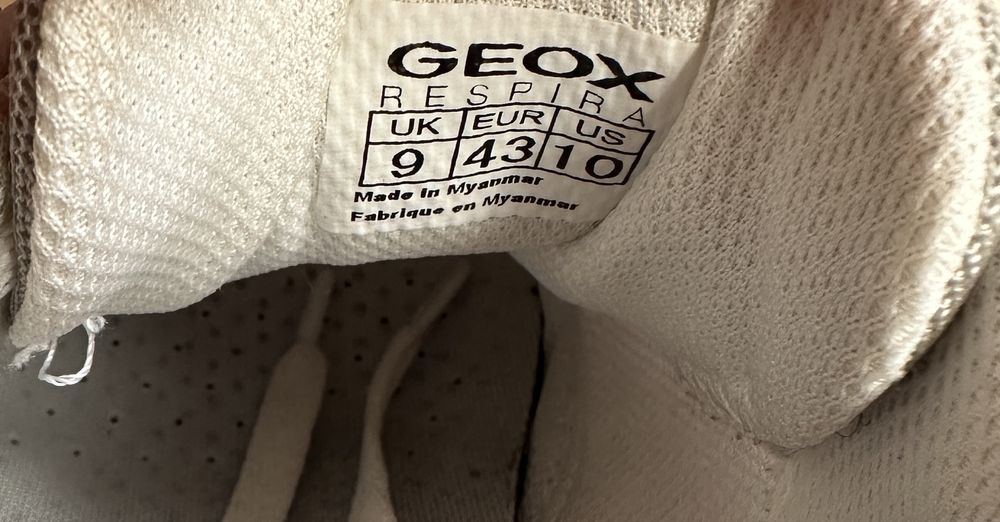 GEOX
RESPIRA
UK EUR US
9 43 10
Made in Myanmar
Fabrique en Myanmar